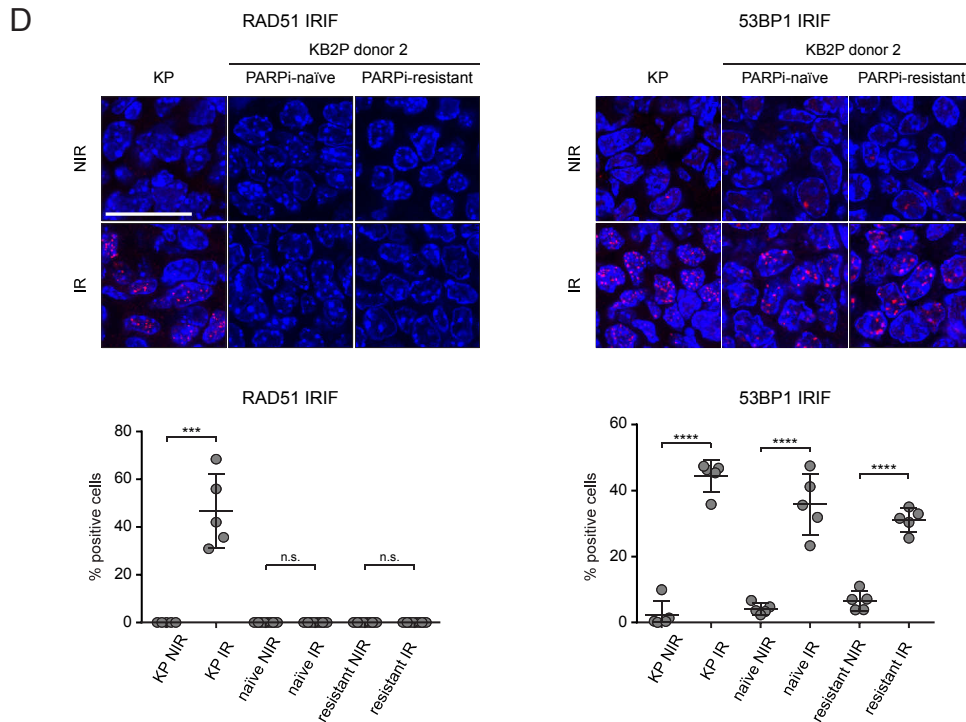 D
RAD51 IRIF
KB2P donor 2
KP
PARPi-naïve
PARPi-resistant
NIR
IR
53BP1 IRIF
KB2P donor 2
KP
PARPi-naïve
PARPi-resistant
NIR
IR
RAD51 IRIF
% positive cells
80
60
40
20
0
***
n.s.
n.s.
KP NIR
KP IR
naïve NIR
naïve IR
resistant NIR
resistant IR
53BP1 IRIF
% positive cells
60
40
20
0
****
****
****
KP NIR
KP IR
naïve NIR
naïve IR
resistant NIR
resistant IR